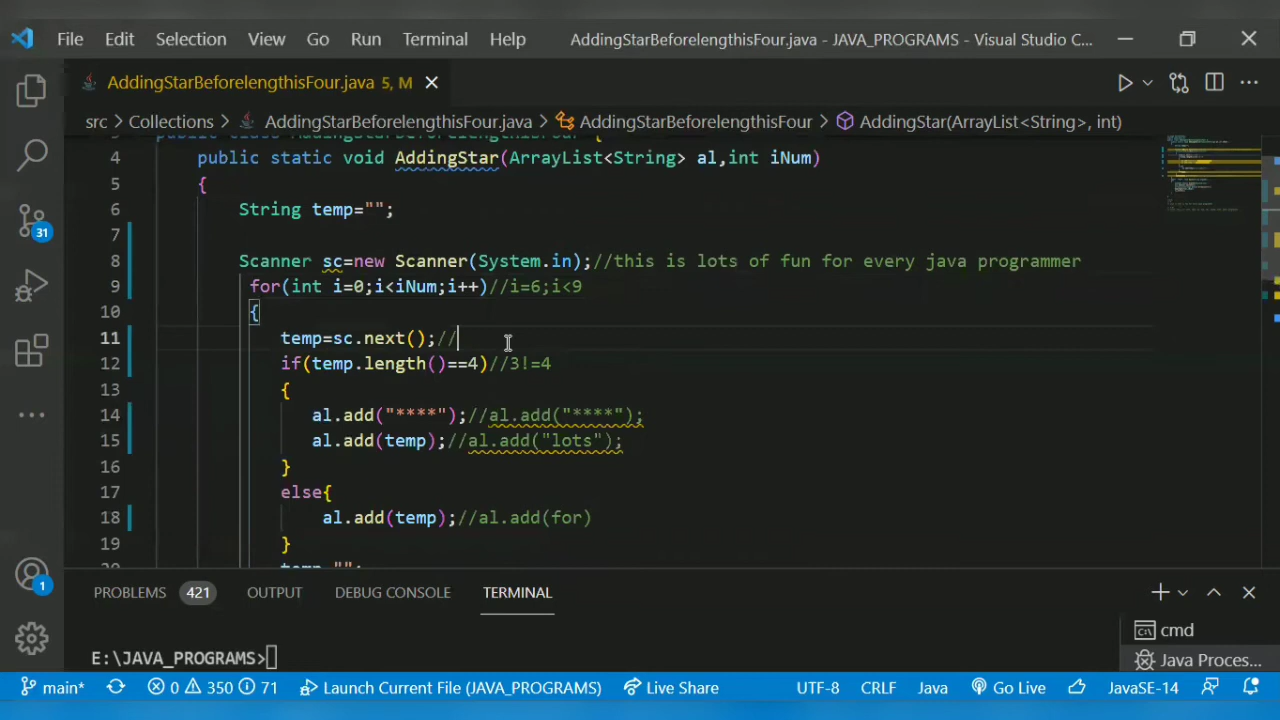 File Edit Selection View Go Run Terminal Help AddingStarBeforelengthisFour.java - JAVA_PROGRAMS - Visual Studio C...
AddingStarBeforelengthisFour.java 5, M
src > Collections > AddingStarBeforelengthisFour.java > AddingStarBeforelengthisFour > AddingStar(ArrayList<String>, int)
4 public static void AddingStar(ArrayList<String> al,int iNum)
5 {
6 String temp="";
7
8 Scanner sc=new Scanner(System.in);//this is lots of fun for every java programmer
9 for(int i=0;i<iNum;i++)//i=6;i<9
10 {
11 temp=sc.next();//
12 if(temp.length()==4)//3!=4
13 {
14 al.add("****");//al.add("****");
15 al.add(temp);//al.add("lots");
16 }
17 else{
18 al.add(temp);//al.add(for)
19 }
31
PROBLEMS 421 OUTPUT DEBUG CONSOLE TERMINAL
1
cmd
E:\JAVA_PROGRAMS>
Java Proces...
main* 0 350 71 Launch Current File (JAVA_PROGRAMS) Live Share UTF-8 CRLF Java Go Live JavaSE-14